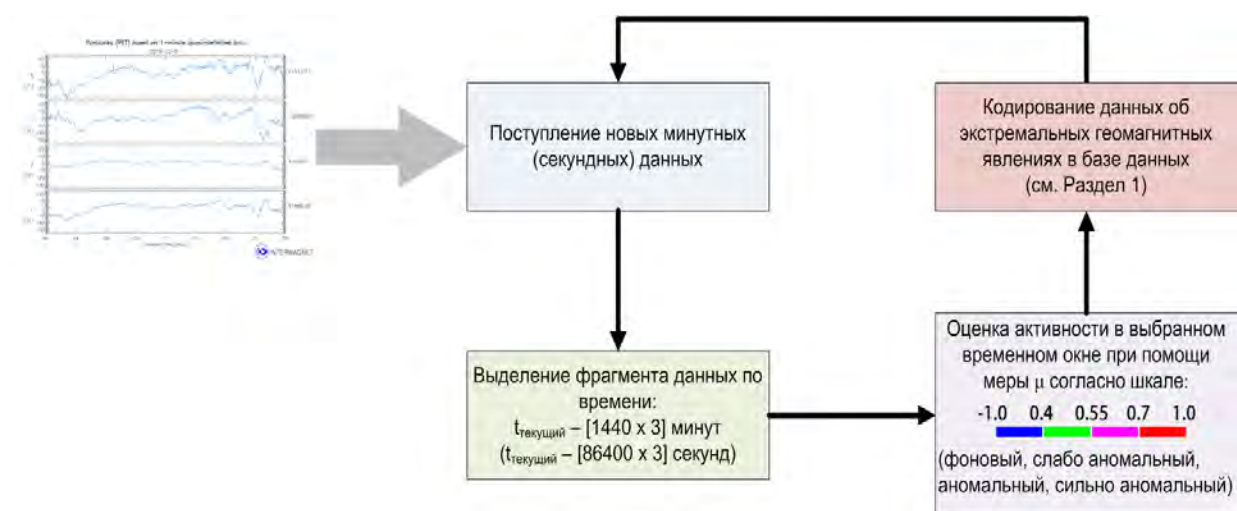 INTERMAGNET
Поступление новых минутных
(секундных) данных
Кодирование данных об
экстремальных геомагнитных
явлениях в базе данных
(см. Раздел 1)
Выделение фрагмента данных по
времени:
tтекущий – [1440 x 3] минут
(tтекущий – [86400 x 3] секунд)
Оценка активности в выбранном
временном окне при помощи
меры μ согласно шкале:
-1.0 0.4 0.55 0.7 1.0
(фоновый, слабо аномальный,
аномальный, сильно аномальный)